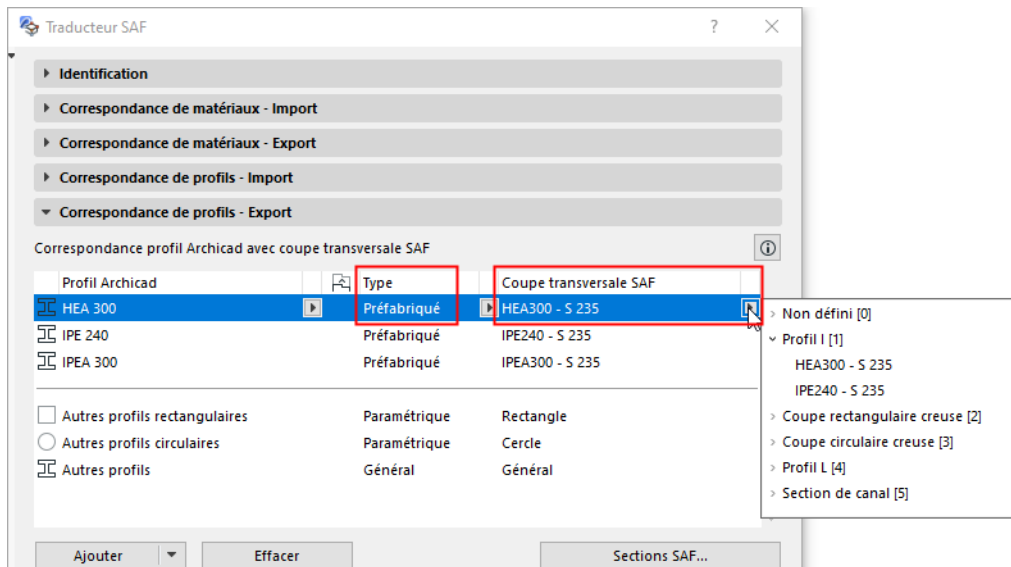 Traducteur SAF ?
Identification
Correspondance de matériaux - Import
Correspondance de matériaux - Export
Correspondance de profils - Import
Correspondance de profils - Export
Correspondance profil Archicad avec coupe transversale SAF
Profil Archicad Type Coupe transversale SAF
HEA 300 Préfabriqué HEA300 - S 235
IPE 240 Préfabriqué IPE240 - S 235
IPEA 300 Préfabriqué IPEA300 - S 235
Autres profils rectangulaires Paramétrique Rectangle
Autres profils circulaires Paramétrique Cercle
Autres profils Général Général
Ajouter Effacer Sections SAF...
Non défini [0]
Profil I [1]
HEA300 - S 235
IPE240 - S 235
Coupe rectangulaire creuse [2]
Coupe circulaire creuse [3]
Profil L [4]
Section de canal [5]